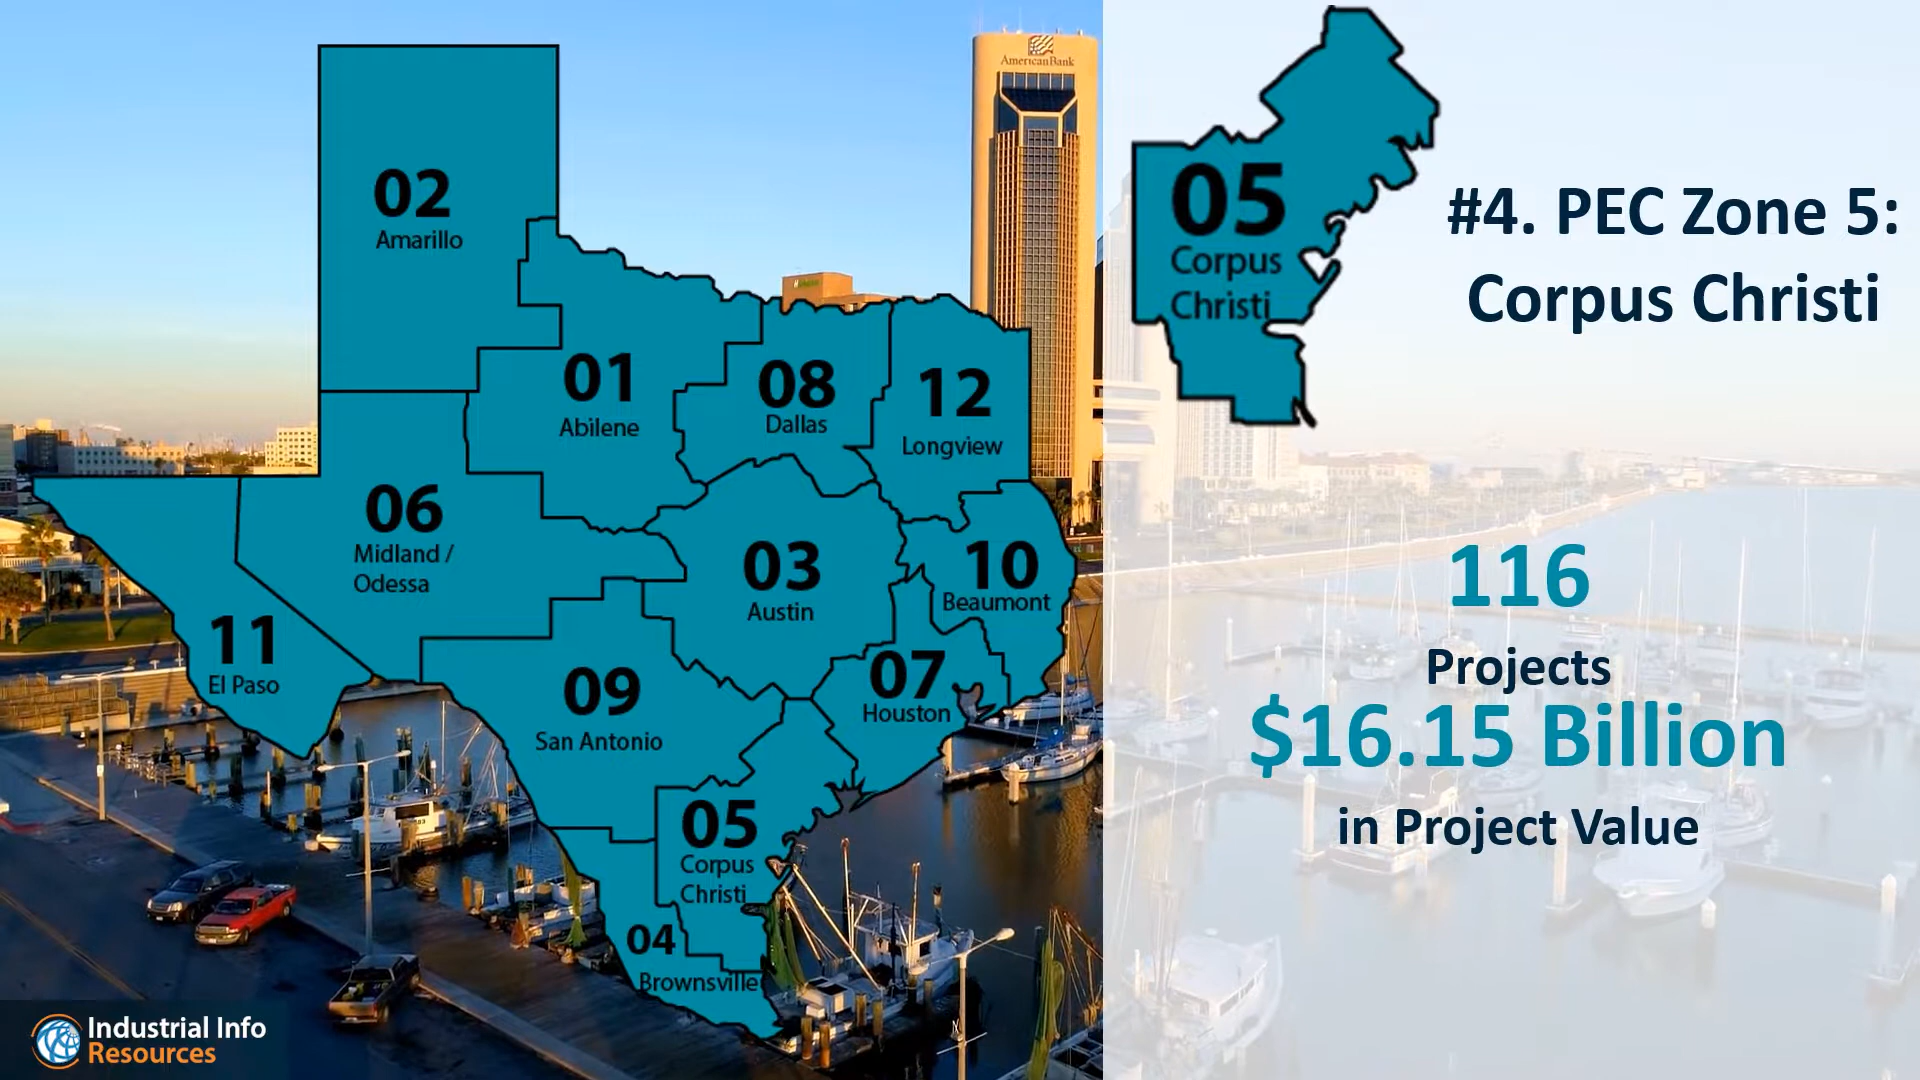 02
Amarillo
01
Abilene
08
Dallas
12
Longview
06
Midland /
Odessa
03
Austin
10
Beaumont
11
El Paso
09
San Antonio
07
Houston
05
Corpus
Christi
04
Brownsville
AmericanBank
Industrial Info
Resources
05
Corpus
Christi
#4. PEC Zone 5:
Corpus Christi
116
Projects
$16.15 Billion
in Project Value